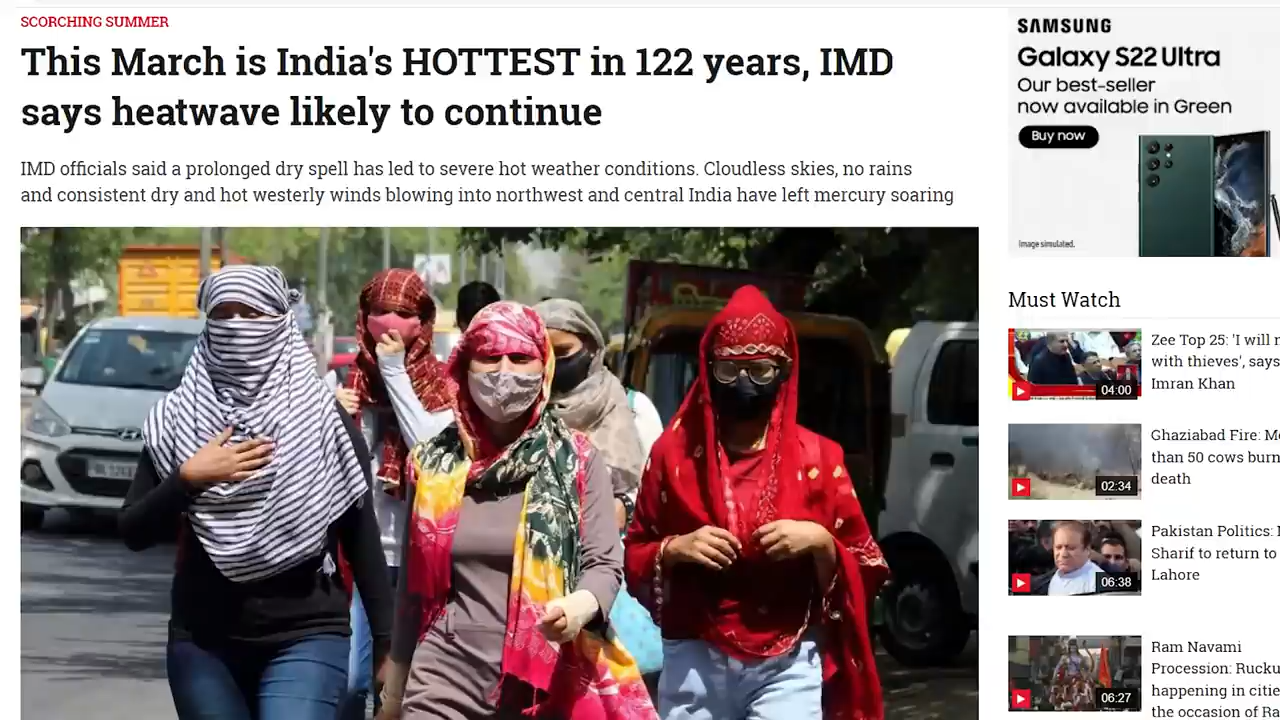 SCORCHING SUMMER
This March is India's HOTTEST in 122 years, IMD
says heatwave likely to continue
IMD officials said a prolonged dry spell has led to severe hot weather conditions. Cloudless skies, no rains
and consistent dry and hot westerly winds blowing into northwest and central India have left mercury soaring
SAMSUNG
Galaxy S22 Ultra
Our best-seller
now available in Green
Buy now
Image simulated.
Must Watch
Zee Top 25: 'I will
with thieves', says
Imran Khan
04:00
Ghaziabad Fire:
than 50 cows burn
death
02:34
Pakistan Politics:
Sharif to return to
Lahore
06:38
Ram Navami
Procession:
happening in
the occasion of
06:27